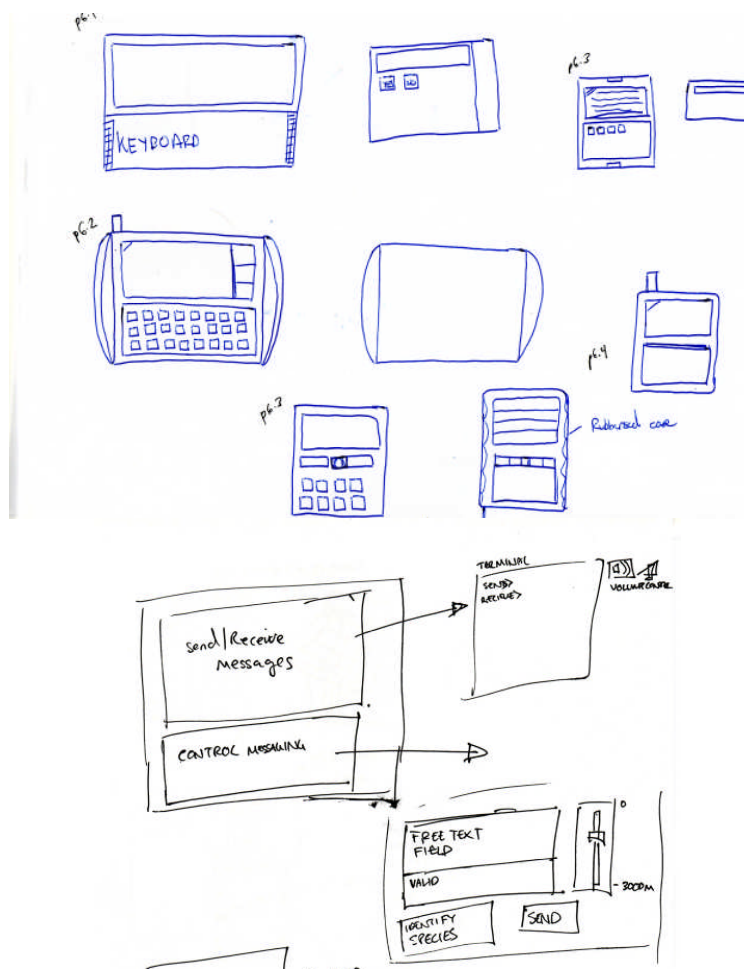 p6.1
p6.3
KEYBOARD
p6.2
p6.4
p6.3
Rubberised case
TERMINAL
SEND>
RECEIVE>
VOLUME CONTROL
Send/Receive
Messages
CONTROL MESSAGING
FREE TEXT
FIELD
VALID
0
-3000M
IDENTIFY
SPECIES
SEND